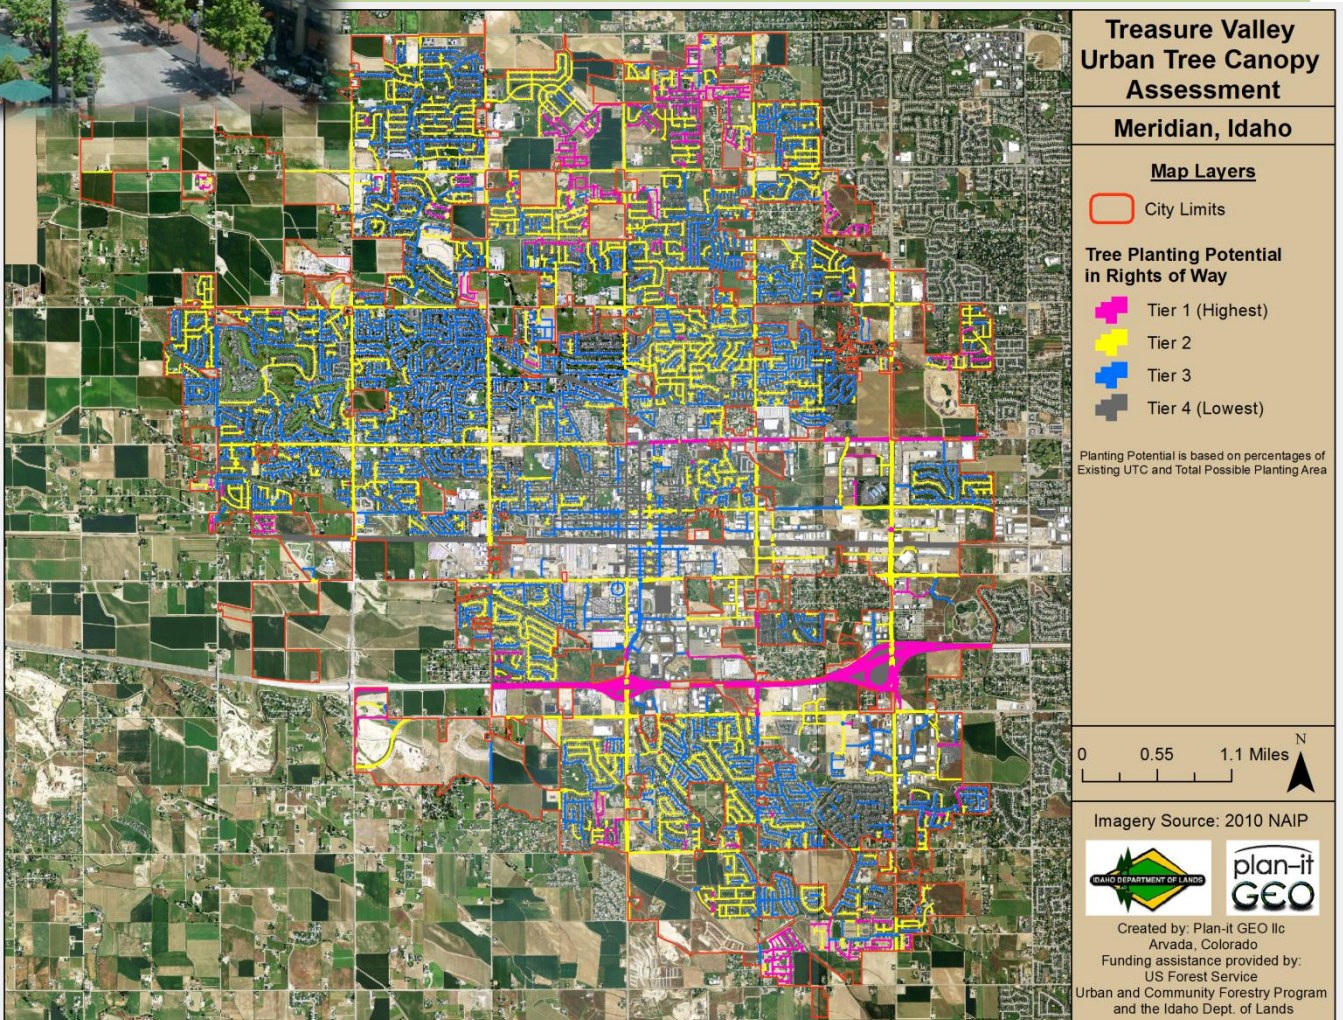 Treasure Valley
Urban Tree Canopy
Assessment
Meridian, Idaho
Map Layers
City Limits
Tree Planting Potential
in Rights of Way
Tier 1 (Highest)
Tier 2
Tier 3
Tier 4 (Lowest)
Planting Potential is based on percentages of
Existing UTC and Total Possible Planting Area
0 0.55 1.1 Miles
N
Imagery Source: 2010 NAIP
IDAHO DEPARTMENT OF LANDS
plan-it
GEO
Created by: Plan-it GEO llc
Arvada, Colorado
Funding assistance provided by:
US Forest Service
Urban and Community Forestry Program
and the Idaho Dept. of Lands